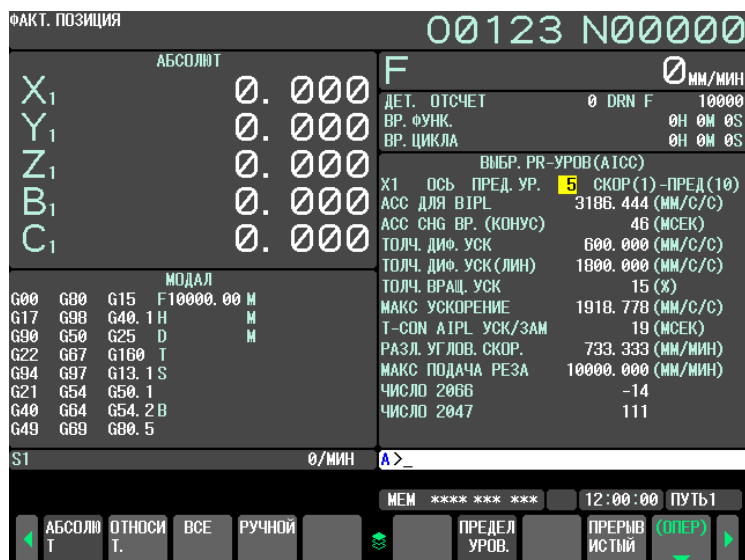 ФАКТ. ПОЗИЦИЯ
O0123 N00000
АБСОЛЮТ
X1 0. 000
Y1 0. 000
Z1 0. 000
B1 0. 000
C1 0. 000
F 0 ММ/МИН
ДЕТ. ОТСЧЕТ 0 DRN F 10000
ВР. ФУНК. 0H 0M 0S
ВР. ЦИКЛА 0H 0M 0S
ВЫБР. PR-УРОВ(AICC)
X1 ОСЬ ПРЕД. УР. 5 СКОР(1)-ПРЕД(10)
АСС ДЛЯ BIPL 3186. 444 (ММ/С/С)
АСС CHG ВР. (КОНУС) 46 (МСЕК)
ТОЛЧ. ДИФ. УСК 600. 000 (ММ/С/С)
ТОЛЧ. ДИФ. УСК(ЛИН) 1800. 000 (ММ/С/С)
ТОЛЧ. ВРАЩ. УСК 15 (%)
МАКС УСКОРЕНИЕ 1918. 778 (ММ/С/С)
T-CON AIPL УСК/ЗАМ 19 (МСЕК)
РАЗЛ. УГЛОВ. СКОР. 733. 333 (ММ/МИН)
МАКС ПОДАЧА РЕЗА 10000. 000 (ММ/МИН)
ЧИСЛО 2066 -14
ЧИСЛО 2047 111
МОДАЛ
G00 G80 G15 F10000. 00 M
G17 G98 G40. 1 H M
G90 G50 G25 D M
G22 G67 G160 T
G94 G97 G13. 1 S
G21 G54 G50. 1
G40 G64 G54. 2 B
G49 G69 G80. 5
S1 0/МИН
A>_
MEM **** *** *** 12:00:00 ПУТЬ1
АБСОЛЮ
Т
ОТНОСИ
Т.
ВСЕ
РУЧНОЙ
ПРЕДЕЛ
УРОВ.
ПРЕРЫВ
ИСТЫЙ
(ОПЕР)